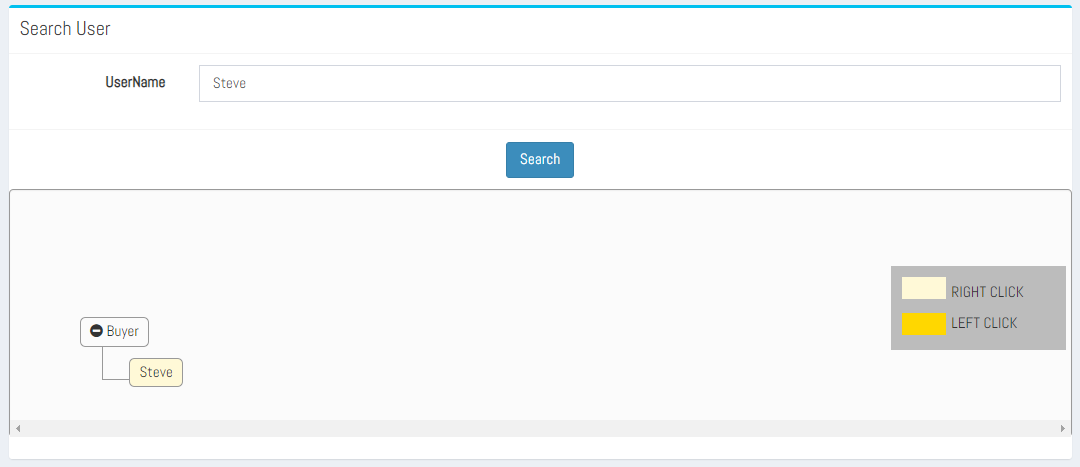 Search User
UserName
Steve
Search
RIGHT CLICK
LEFT CLICK
Buyer
Steve